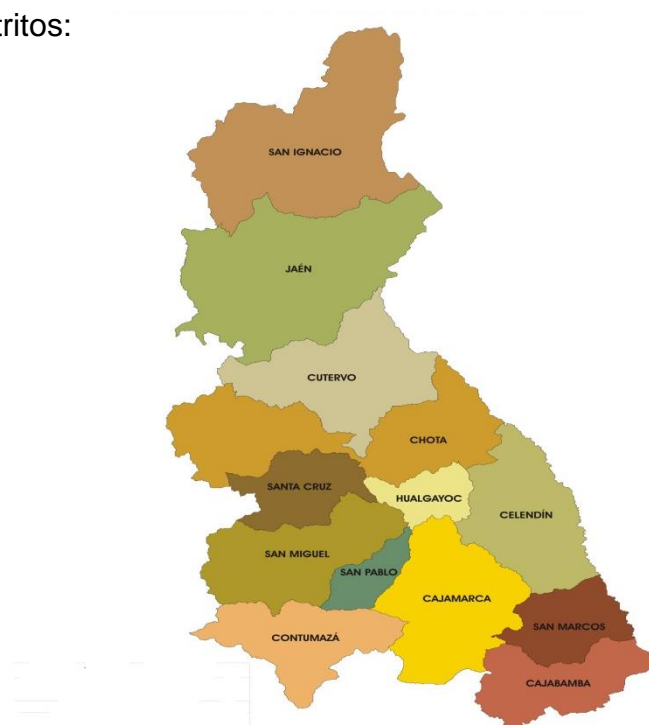 tritos:
SAN IGNACIO
JAÉN
CUTERVO
CHOTA
SANTA CRUZ
HUALGAYOC
CELENDÍN
SAN MIGUEL
SAN PABLO
CAJAMARCA
SAN MARCOS
CONTUMAZÁ
CAJABAMBA